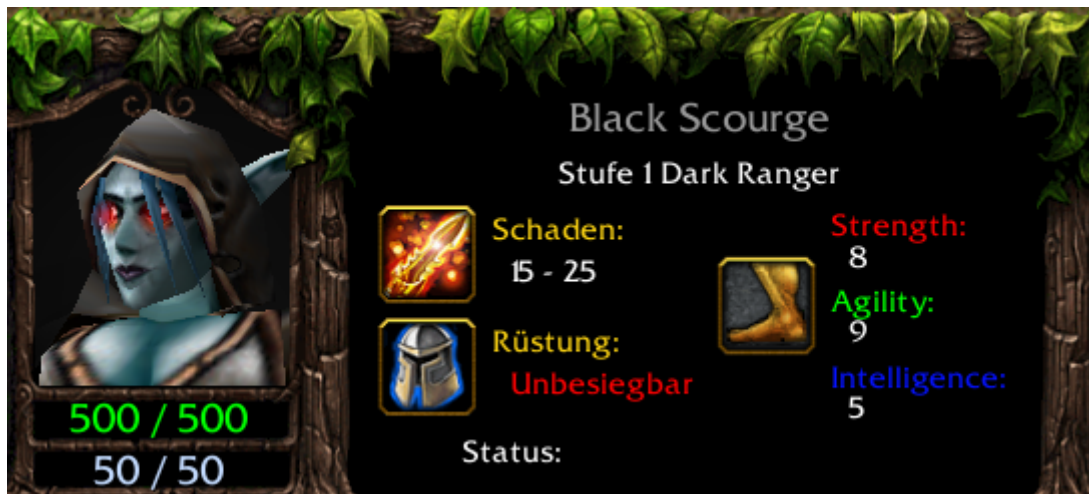 Black Scourge
Stufe 1 Dark Ranger
Schaden:
15 - 25
Rüstung:
Unbesiegbar
Strength:
8
Agility:
9
Intelligence:
5
Status:
500 / 500
50 / 50